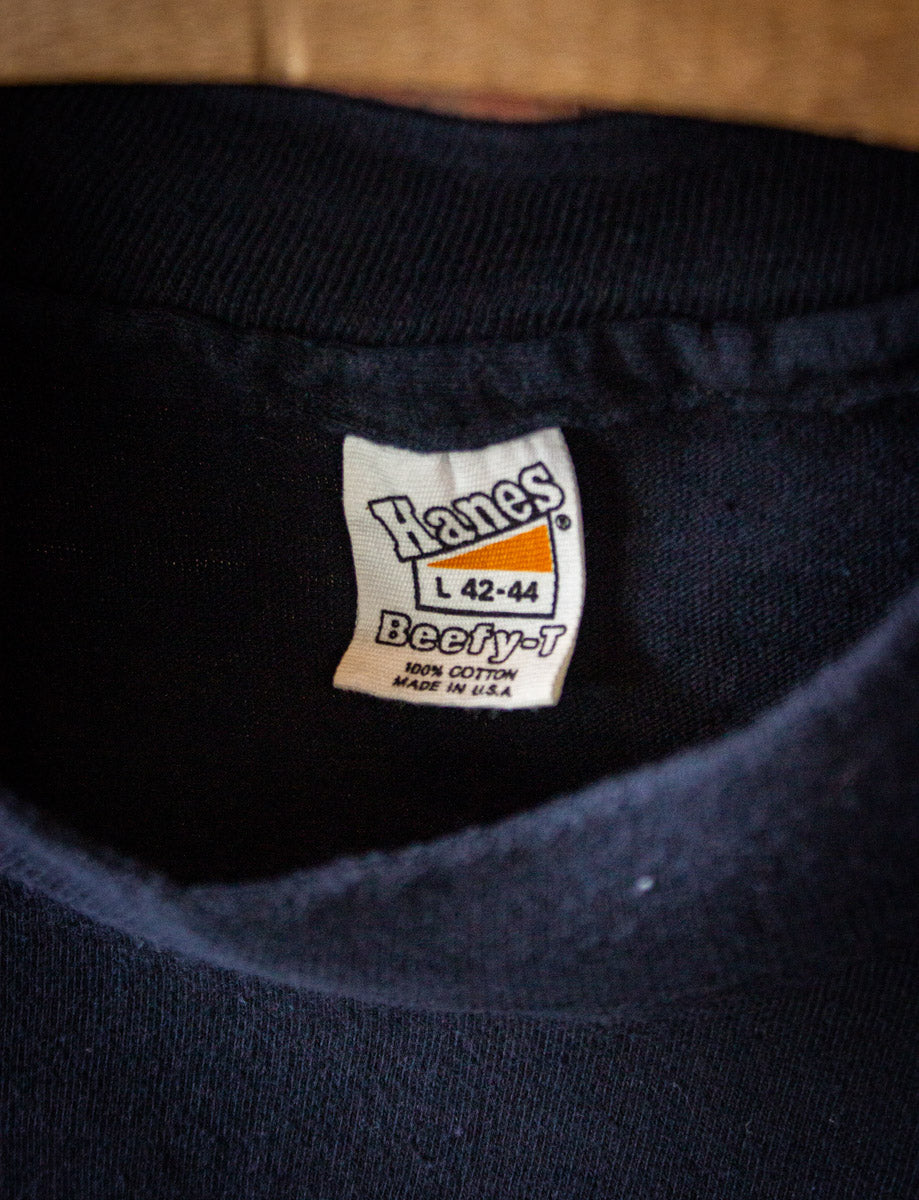 Hanes®
L 42-44
Beefy-T
100% COTTON
MADE IN U.S.A